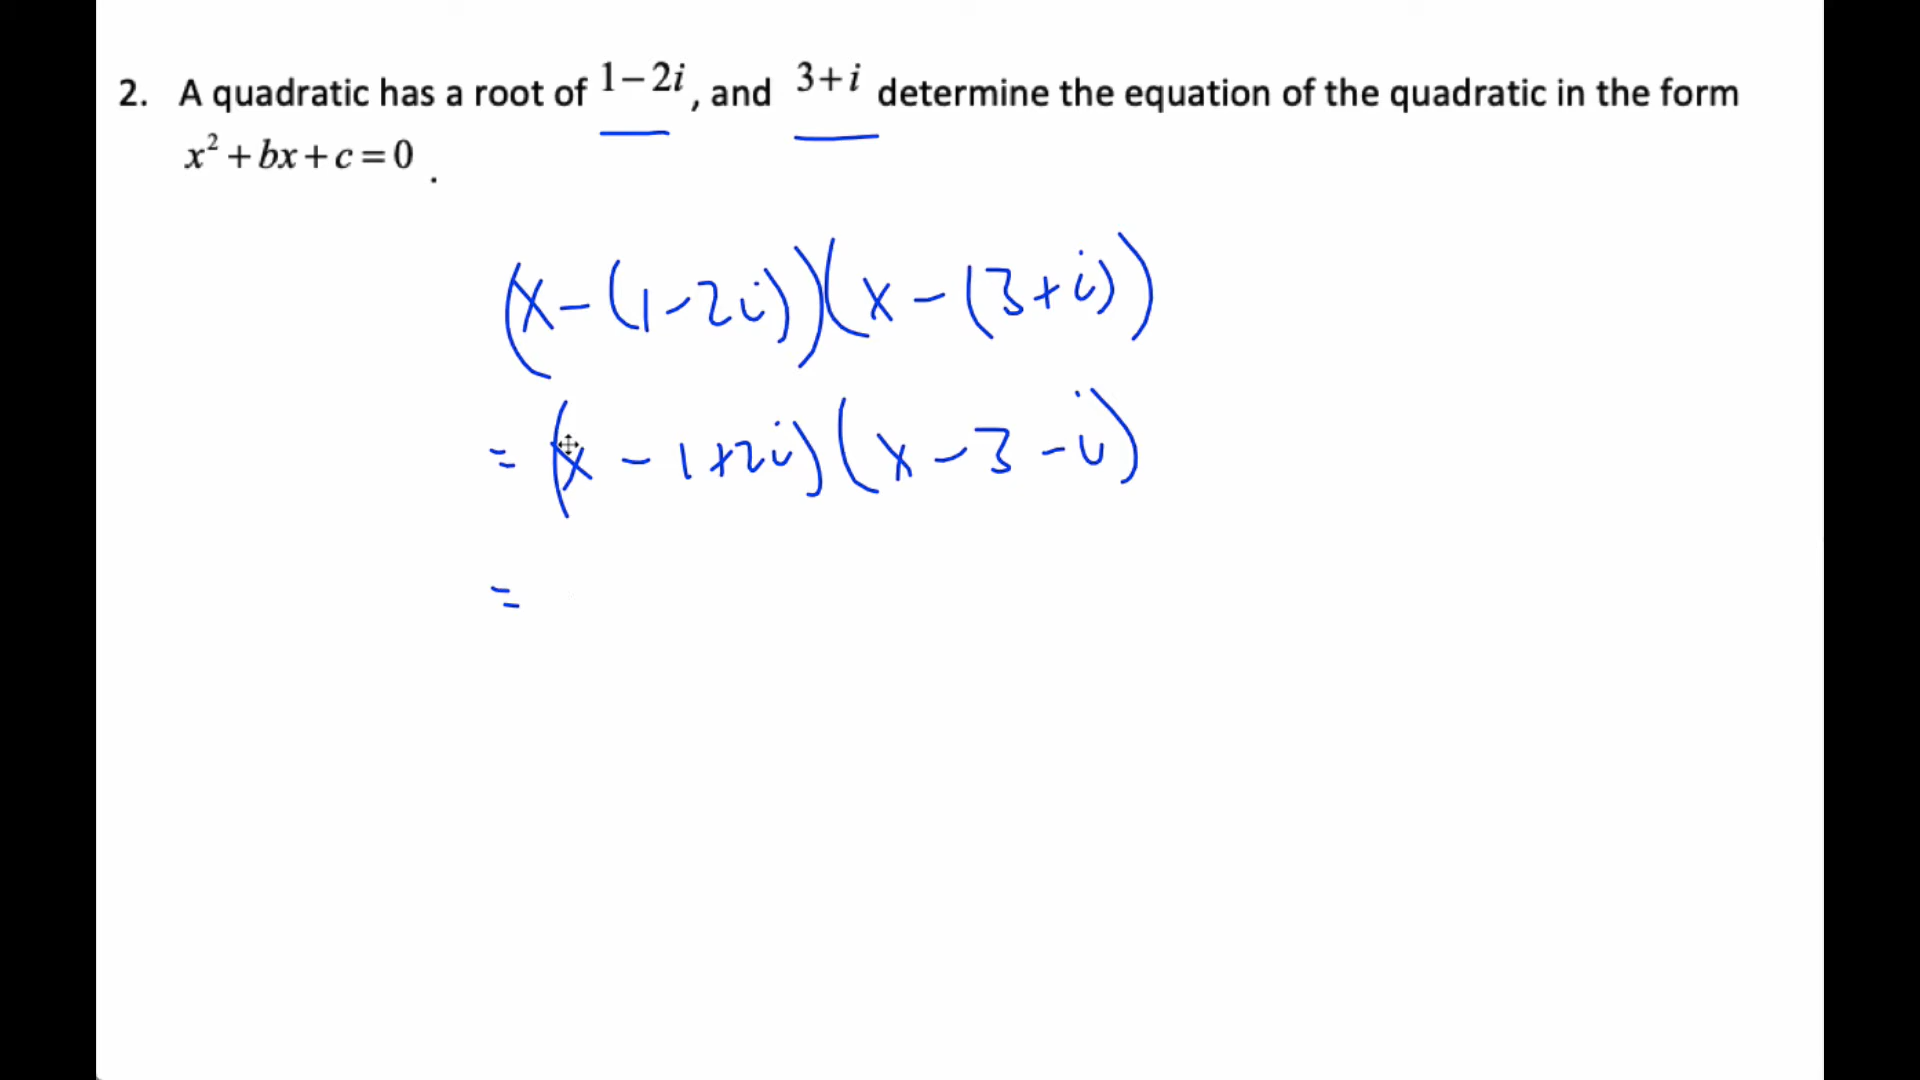 2. A quadratic has a root of 1−2i, and 3+i determine the equation of the quadratic in the form
x² + bx + c = 0 .
(x − (1 − 2i))(x − (3 + i))
= (x − 1 + 2i)(x − 3 − i)
=